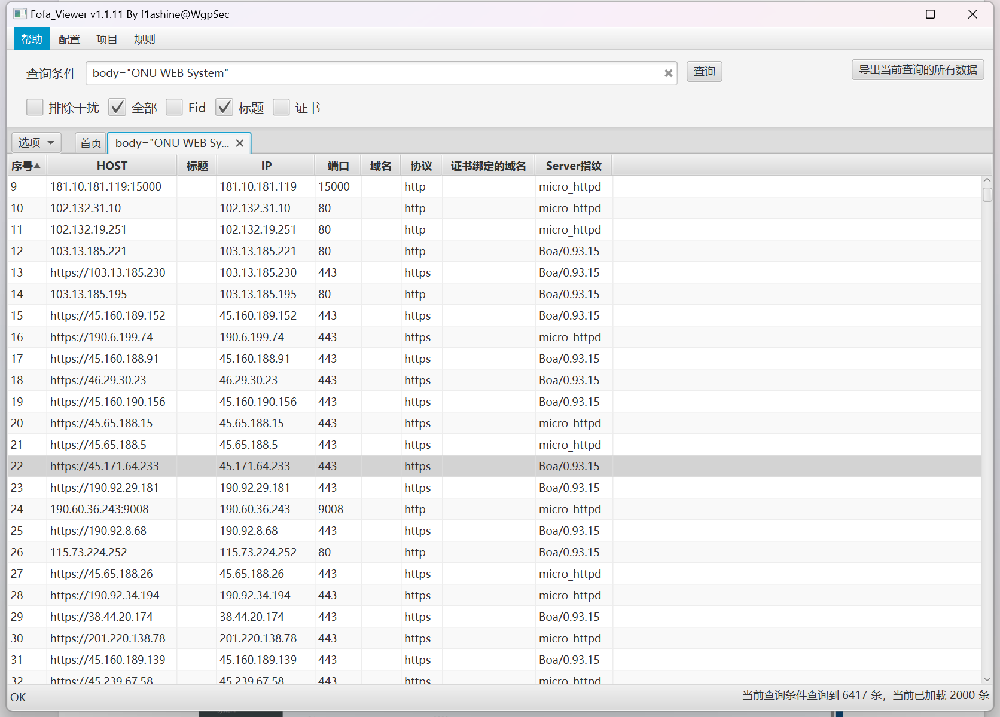 Fofa_Viewer v1.1.11 By f1ashine@WgpSec
帮助 配置 项目 规则
查询条件 body="ONU WEB System" 查询 导出当前查询的所有数据
排除干扰 全部 Fid 标题 证书
选项 首页 body="ONU WEB Sy...
序号 HOST 标题 IP 端口 域名 协议 证书绑定的域名 Server指纹
9 181.10.181.119:15000 181.10.181.119 15000 http micro_httpd
10 102.132.31.10 102.132.31.10 80 http micro_httpd
11 102.132.19.251 102.132.19.251 80 http micro_httpd
12 103.13.185.221 103.13.185.221 80 http Boa/0.93.15
13 https://103.13.185.230 103.13.185.230 443 https Boa/0.93.15
14 103.13.185.195 103.13.185.195 80 http Boa/0.93.15
15 https://45.160.189.152 45.160.189.152 443 https Boa/0.93.15
16 https://190.6.199.74 190.6.199.74 443 https micro_httpd
17 https://45.160.188.91 45.160.188.91 443 https Boa/0.93.15
18 https://46.29.30.23 46.29.30.23 443 https Boa/0.93.15
19 https://45.160.190.156 45.160.190.156 443 https Boa/0.93.15
20 https://45.65.188.15 45.65.188.15 443 https micro_httpd
21 https://45.65.188.5 45.65.188.5 443 https micro_httpd
22 https://45.171.64.233 45.171.64.233 443 https Boa/0.93.15
23 https://190.92.29.181 190.92.29.181 443 https Boa/0.93.15
24 190.60.36.243:9008 190.60.36.243 9008 http micro_httpd
25 https://190.92.8.68 190.92.8.68 443 https Boa/0.93.15
26 115.73.224.252 115.73.224.252 80 http Boa/0.93.15
27 https://45.65.188.26 45.65.188.26 443 https micro_httpd
28 https://190.92.34.194 190.92.34.194 443 https micro_httpd
29 https://38.44.20.174 38.44.20.174 443 https Boa/0.93.15
30 https://201.220.138.78 201.220.138.78 443 https micro_httpd
31 https://45.160.189.139 45.160.189.139 443 https Boa/0.93.15
32 https://45.239.67.58 45.239.67.58 443 https micro_httpd
OK 当前查询条件查询到 6417 条，当前已加载 2000 条